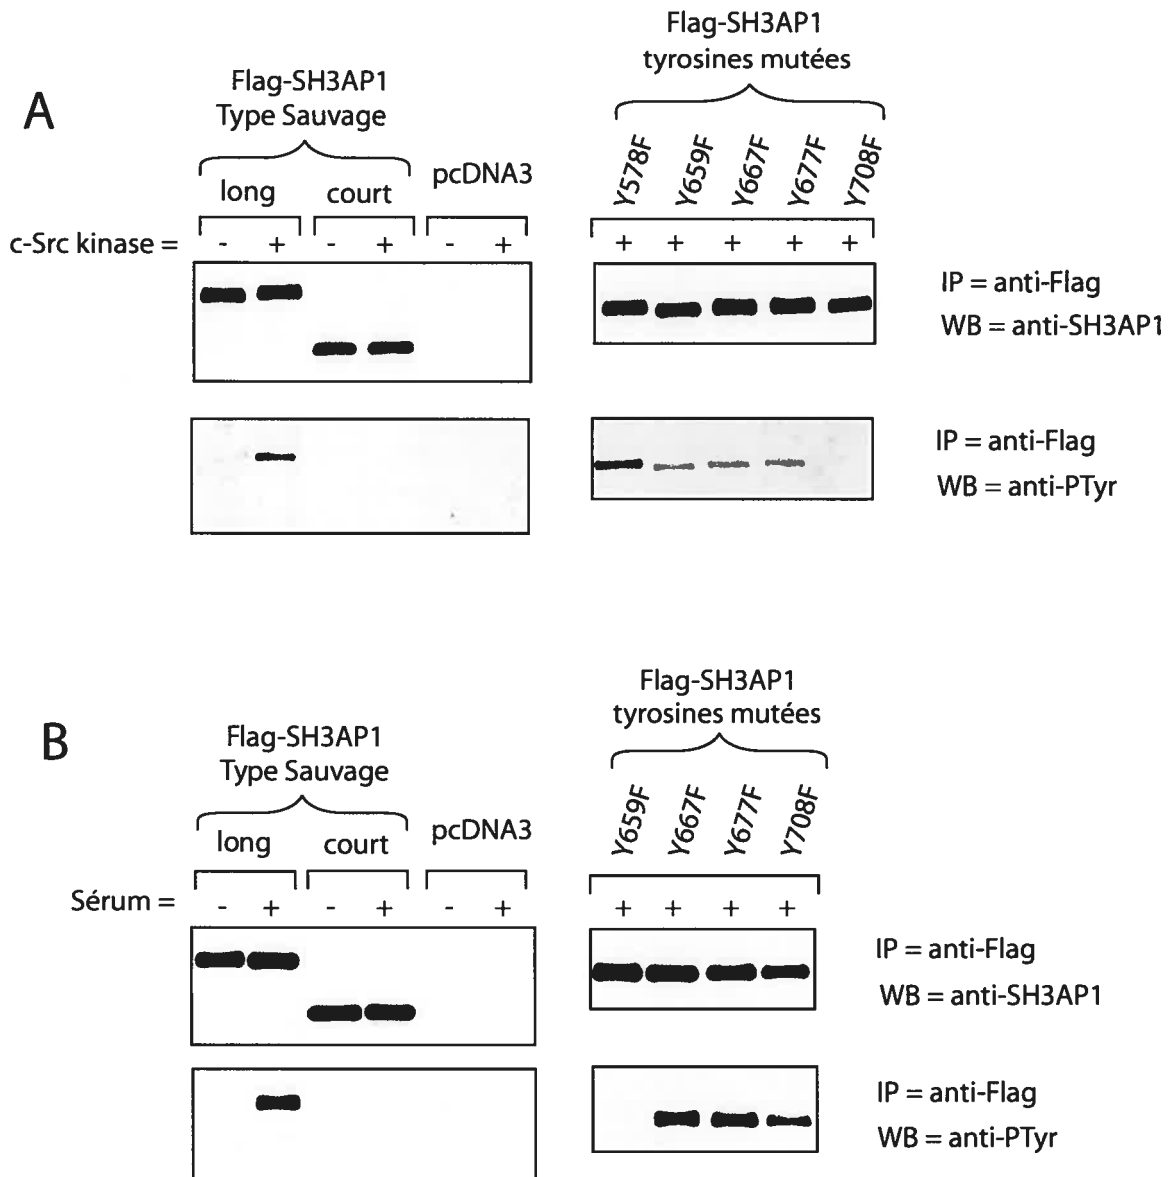 A
Flag-SH3AP1
Type Sauvage
long
court
pcDNA3
c-Src kinase =
- + - + - +
Flag-SH3AP1
tyrosines mutées
Y578F
Y659F
Y667F
Y677F
Y708F
+ + + + +
IP = anti-Flag
WB = anti-SH3AP1
IP = anti-Flag
WB = anti-PTyr
B
Flag-SH3AP1
Type Sauvage
long
court
pcDNA3
Sérum =
- + - + - +
Flag-SH3AP1
tyrosines mutées
Y659F
Y667F
Y677F
Y708F
+ + + +
IP = anti-Flag
WB = anti-SH3AP1
IP = anti-Flag
WB = anti-PTyr